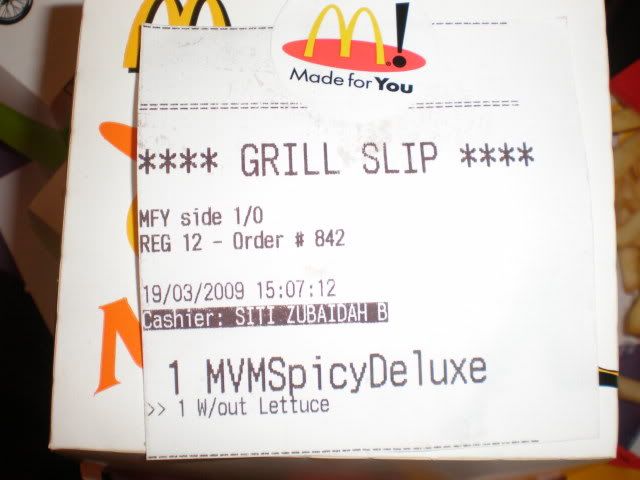 M!
Made for You
**** GRILL SLIP ****
MFY side 1/0
REG 12 - Order # 842
19/03/2009 15:07:12
Cashier: SITI ZUBAIDAH B
1 MVMSpicyDeluxe
>> 1 W/out Lettuce